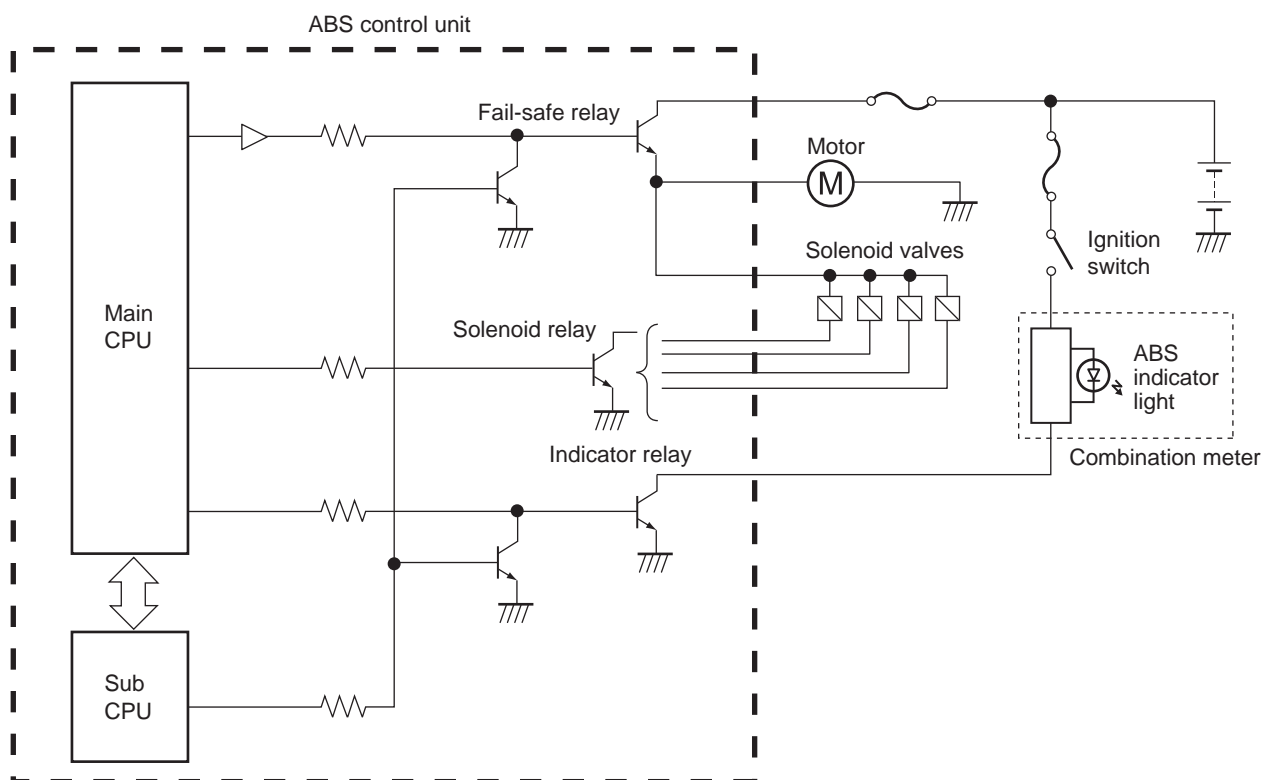 ABS control unit
Fail-safe relay
Motor
M
Solenoid valves
Ignition
switch
Main
CPU
Solenoid relay
ABS
indicator
light
Indicator relay
Combination meter
Sub
CPU